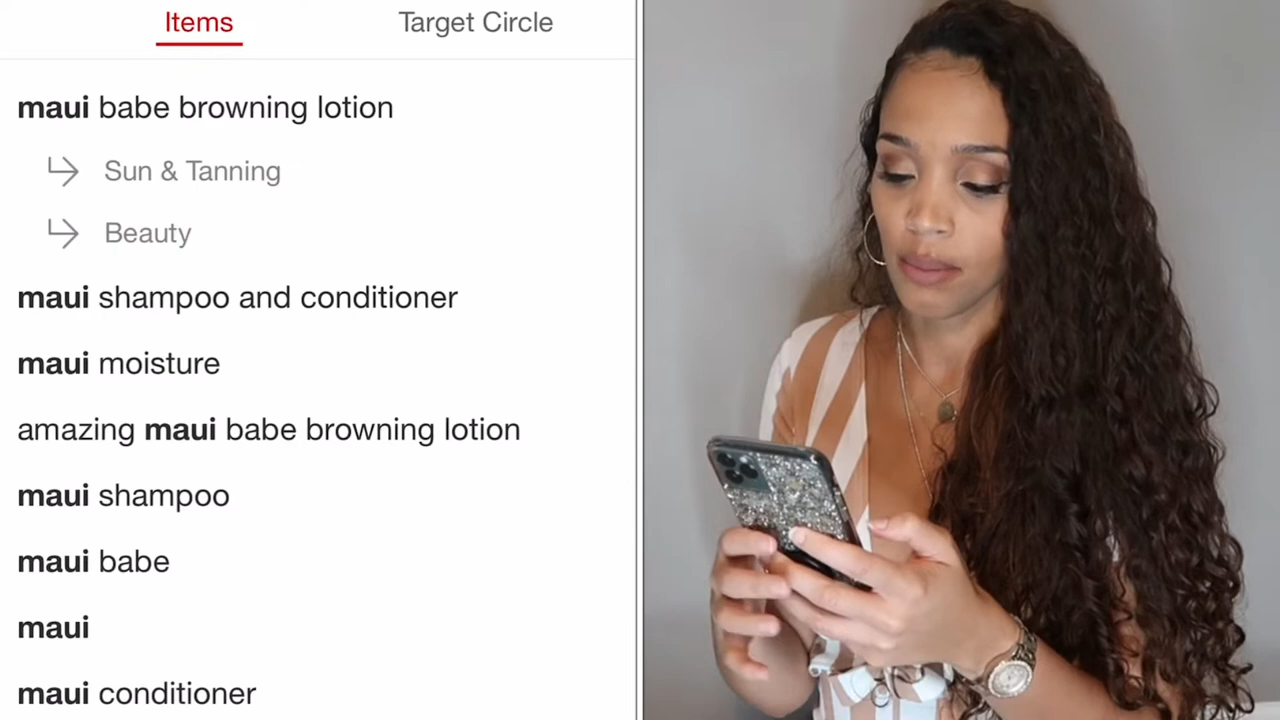 Items
Target Circle
maui babe browning lotion
Sun & Tanning
Beauty
maui shampoo and conditioner
maui moisture
amazing maui babe browning lotion
maui shampoo
maui babe
maui
maui conditioner